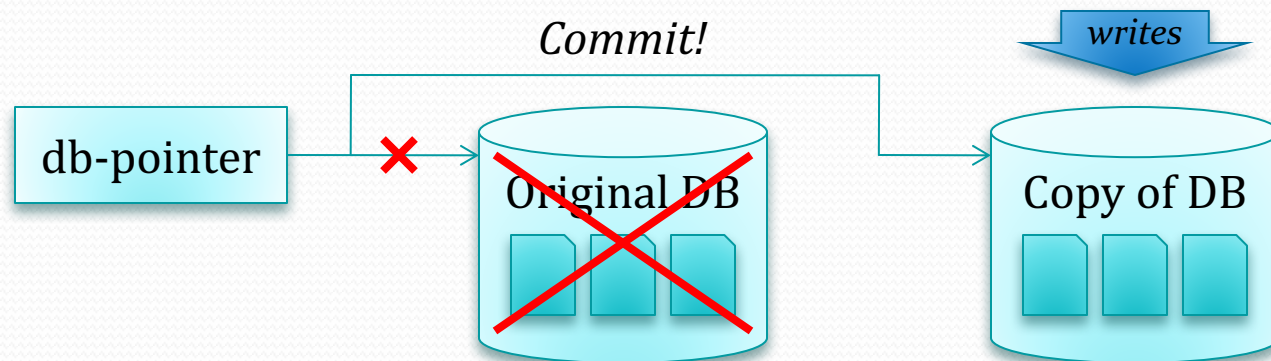 Commit!
writes
db-pointer
Original DB
Copy of DB